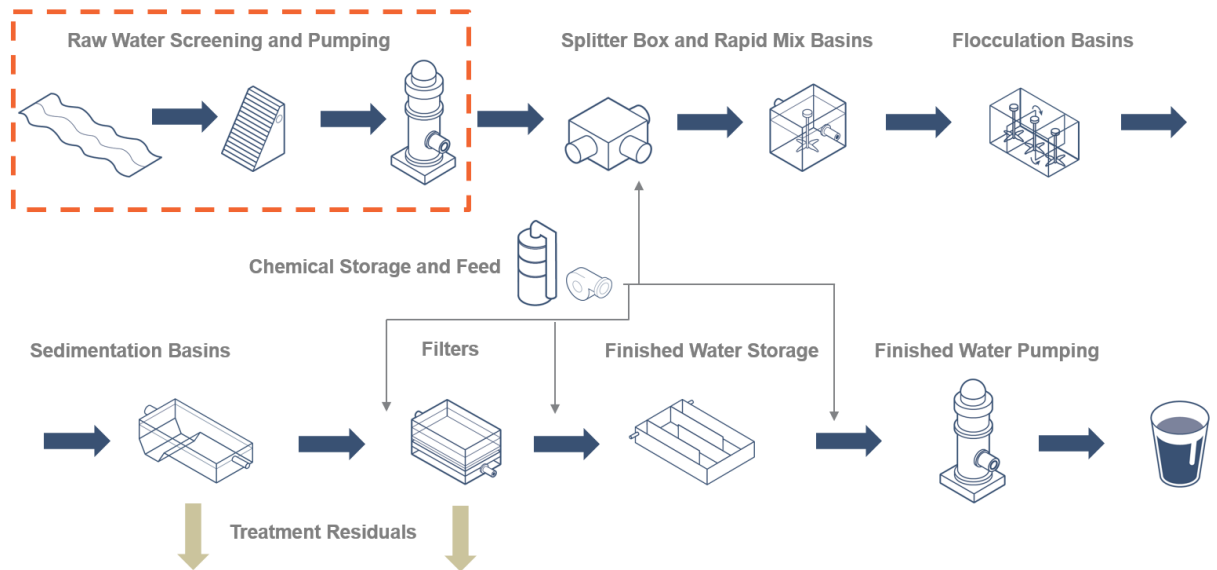 Raw Water Screening and Pumping
Splitter Box and Rapid Mix Basins
Flocculation Basins
Chemical Storage and Feed
Sedimentation Basins
Filters
Finished Water Storage
Finished Water Pumping
Treatment Residuals